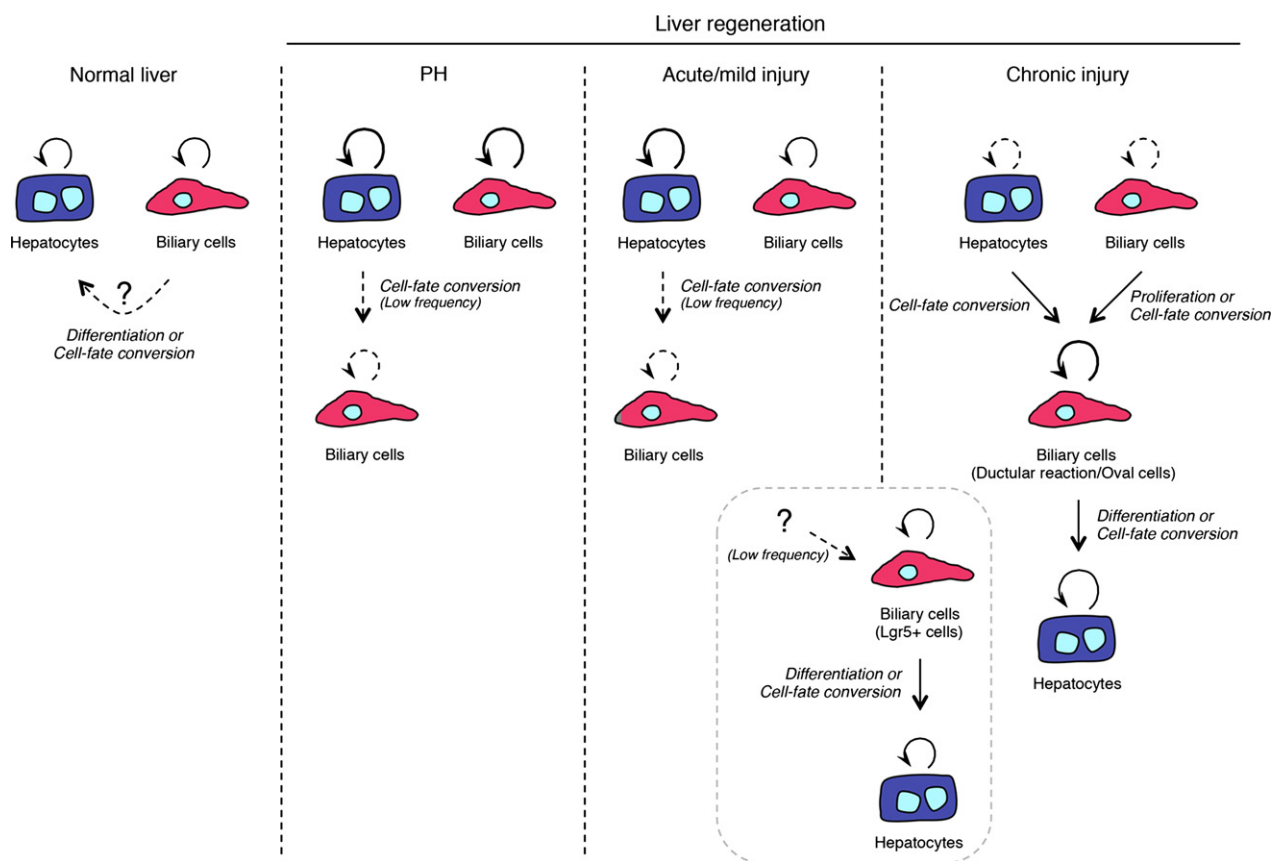 Liver regeneration
Normal liver
PH
Acute/mild injury
Chronic injury
Hepatocytes
Biliary cells
?
Differentiation or
Cell-fate conversion
Hepatocytes
Biliary cells
Cell-fate conversion
(Low frequency)
Biliary cells
Hepatocytes
Biliary cells
Cell-fate conversion
(Low frequency)
Biliary cells
Hepatocytes
Biliary cells
Cell-fate conversion
Proliferation or
Cell-fate conversion
Biliary cells
(Ductular reaction/Oval cells)
Differentiation or
Cell-fate conversion
Hepatocytes
?
(Low frequency)
Biliary cells
(Lgr5+ cells)
Differentiation or
Cell-fate conversion
Hepatocytes